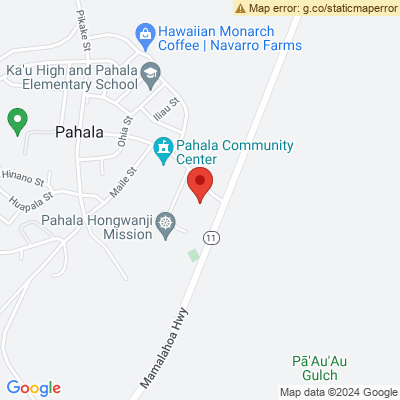 Map error: g.co/staticmaperror
Pikake St
Hawaiian Monarch
Coffee | Navarro Farms
Ka'u High and Pahala
Elementary School
Iliau St
Ohia St
Pahala
Pahala Community
Center
Maile St
Hinano St
Huapala St
Pahala Hongwanji
Mission
11
Mamalahoa Hwy
Pā'Au'Au
Gulch
Google
Map data ©2024 Google